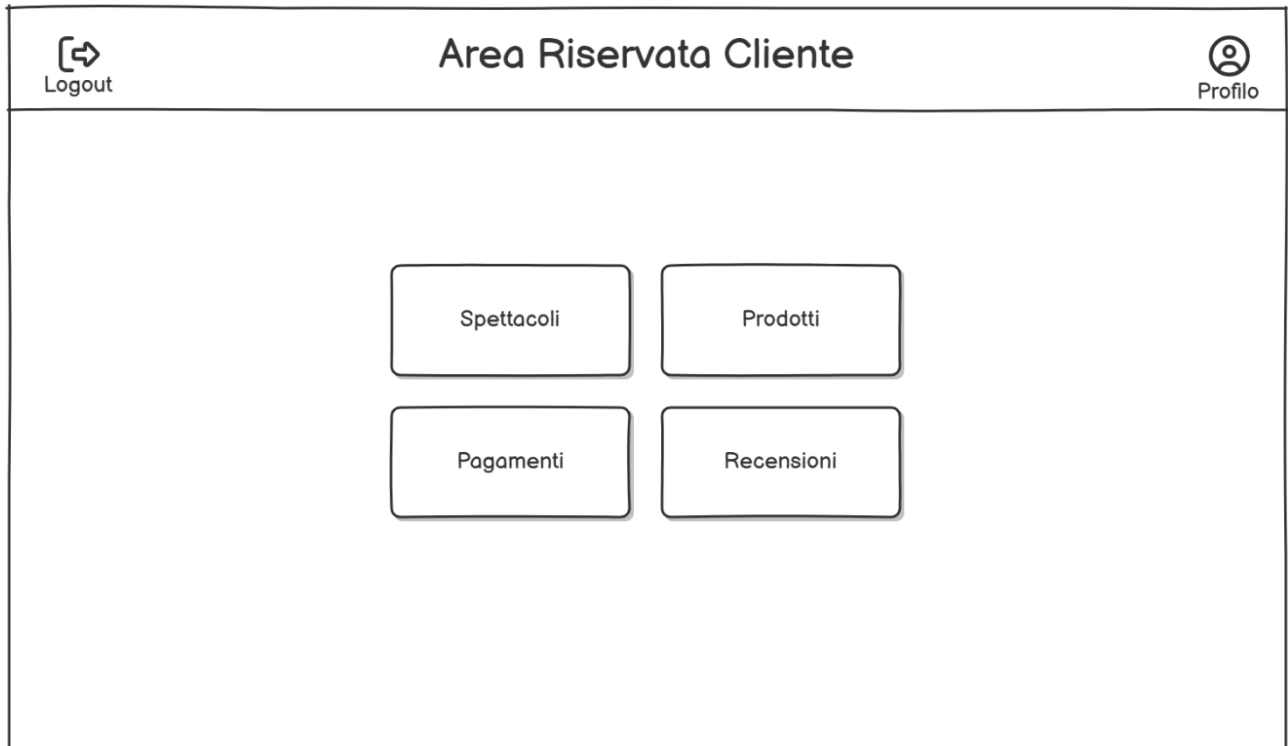 Area Riservata Cliente
Logout
Profilo
Spettacoli
Prodotti
Pagamenti
Recensioni